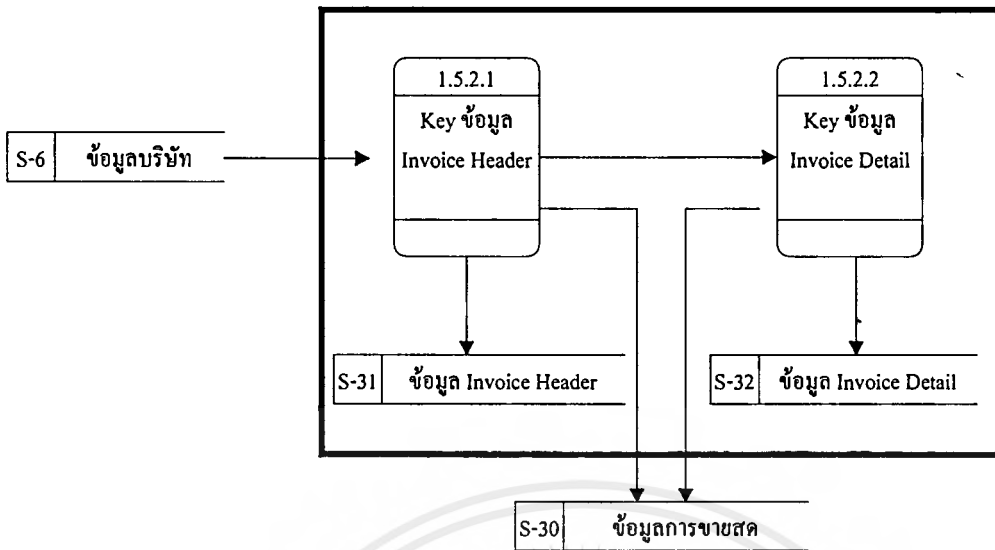 1.5.2.1
Key ข้อมูล
Invoice Header
1.5.2.2
Key ข้อมูล
Invoice Detail
S-6 ข้อมูลบริษัท
S-31 ข้อมูล Invoice Header
S-32 ข้อมูล Invoice Detail
S-30 ข้อมูลการขายสด